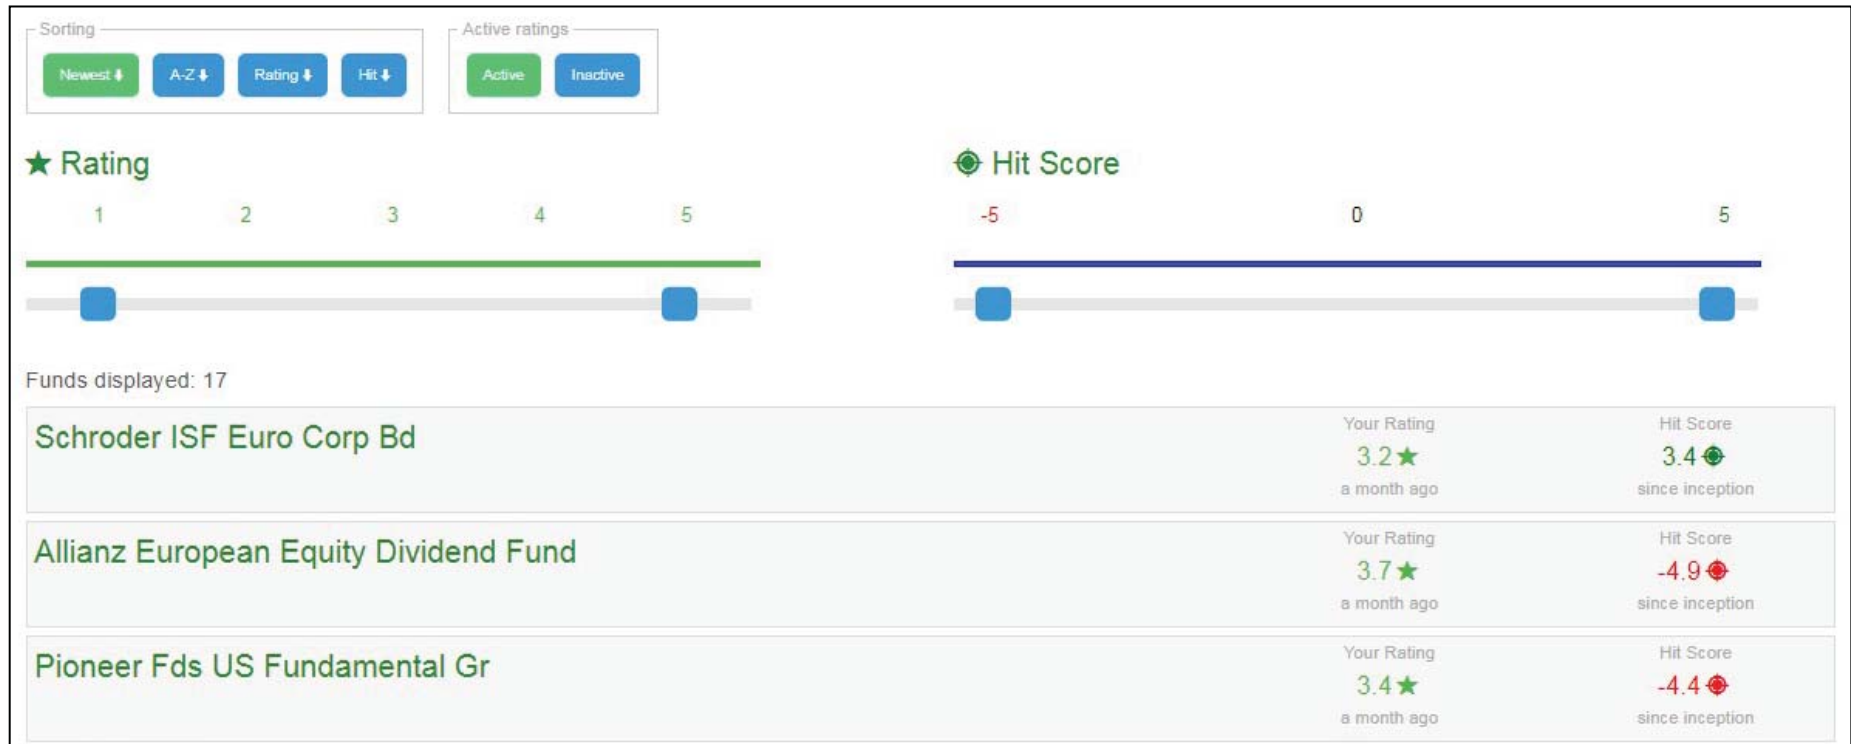 Sorting
Active ratings
Newest A-Z Rating Hit
Active Inactive
Rating
Hit Score
1 2 3 4 5
-5 0 5
Funds displayed: 17
Schroder ISF Euro Corp Bd
Your Rating
3.2
a month ago
Hit Score
3.4
since inception
Allianz European Equity Dividend Fund
Your Rating
3.7
a month ago
Hit Score
-4.9
since inception
Pioneer Fds US Fundamental Gr
Your Rating
3.4
a month ago
Hit Score
-4.4
since inception